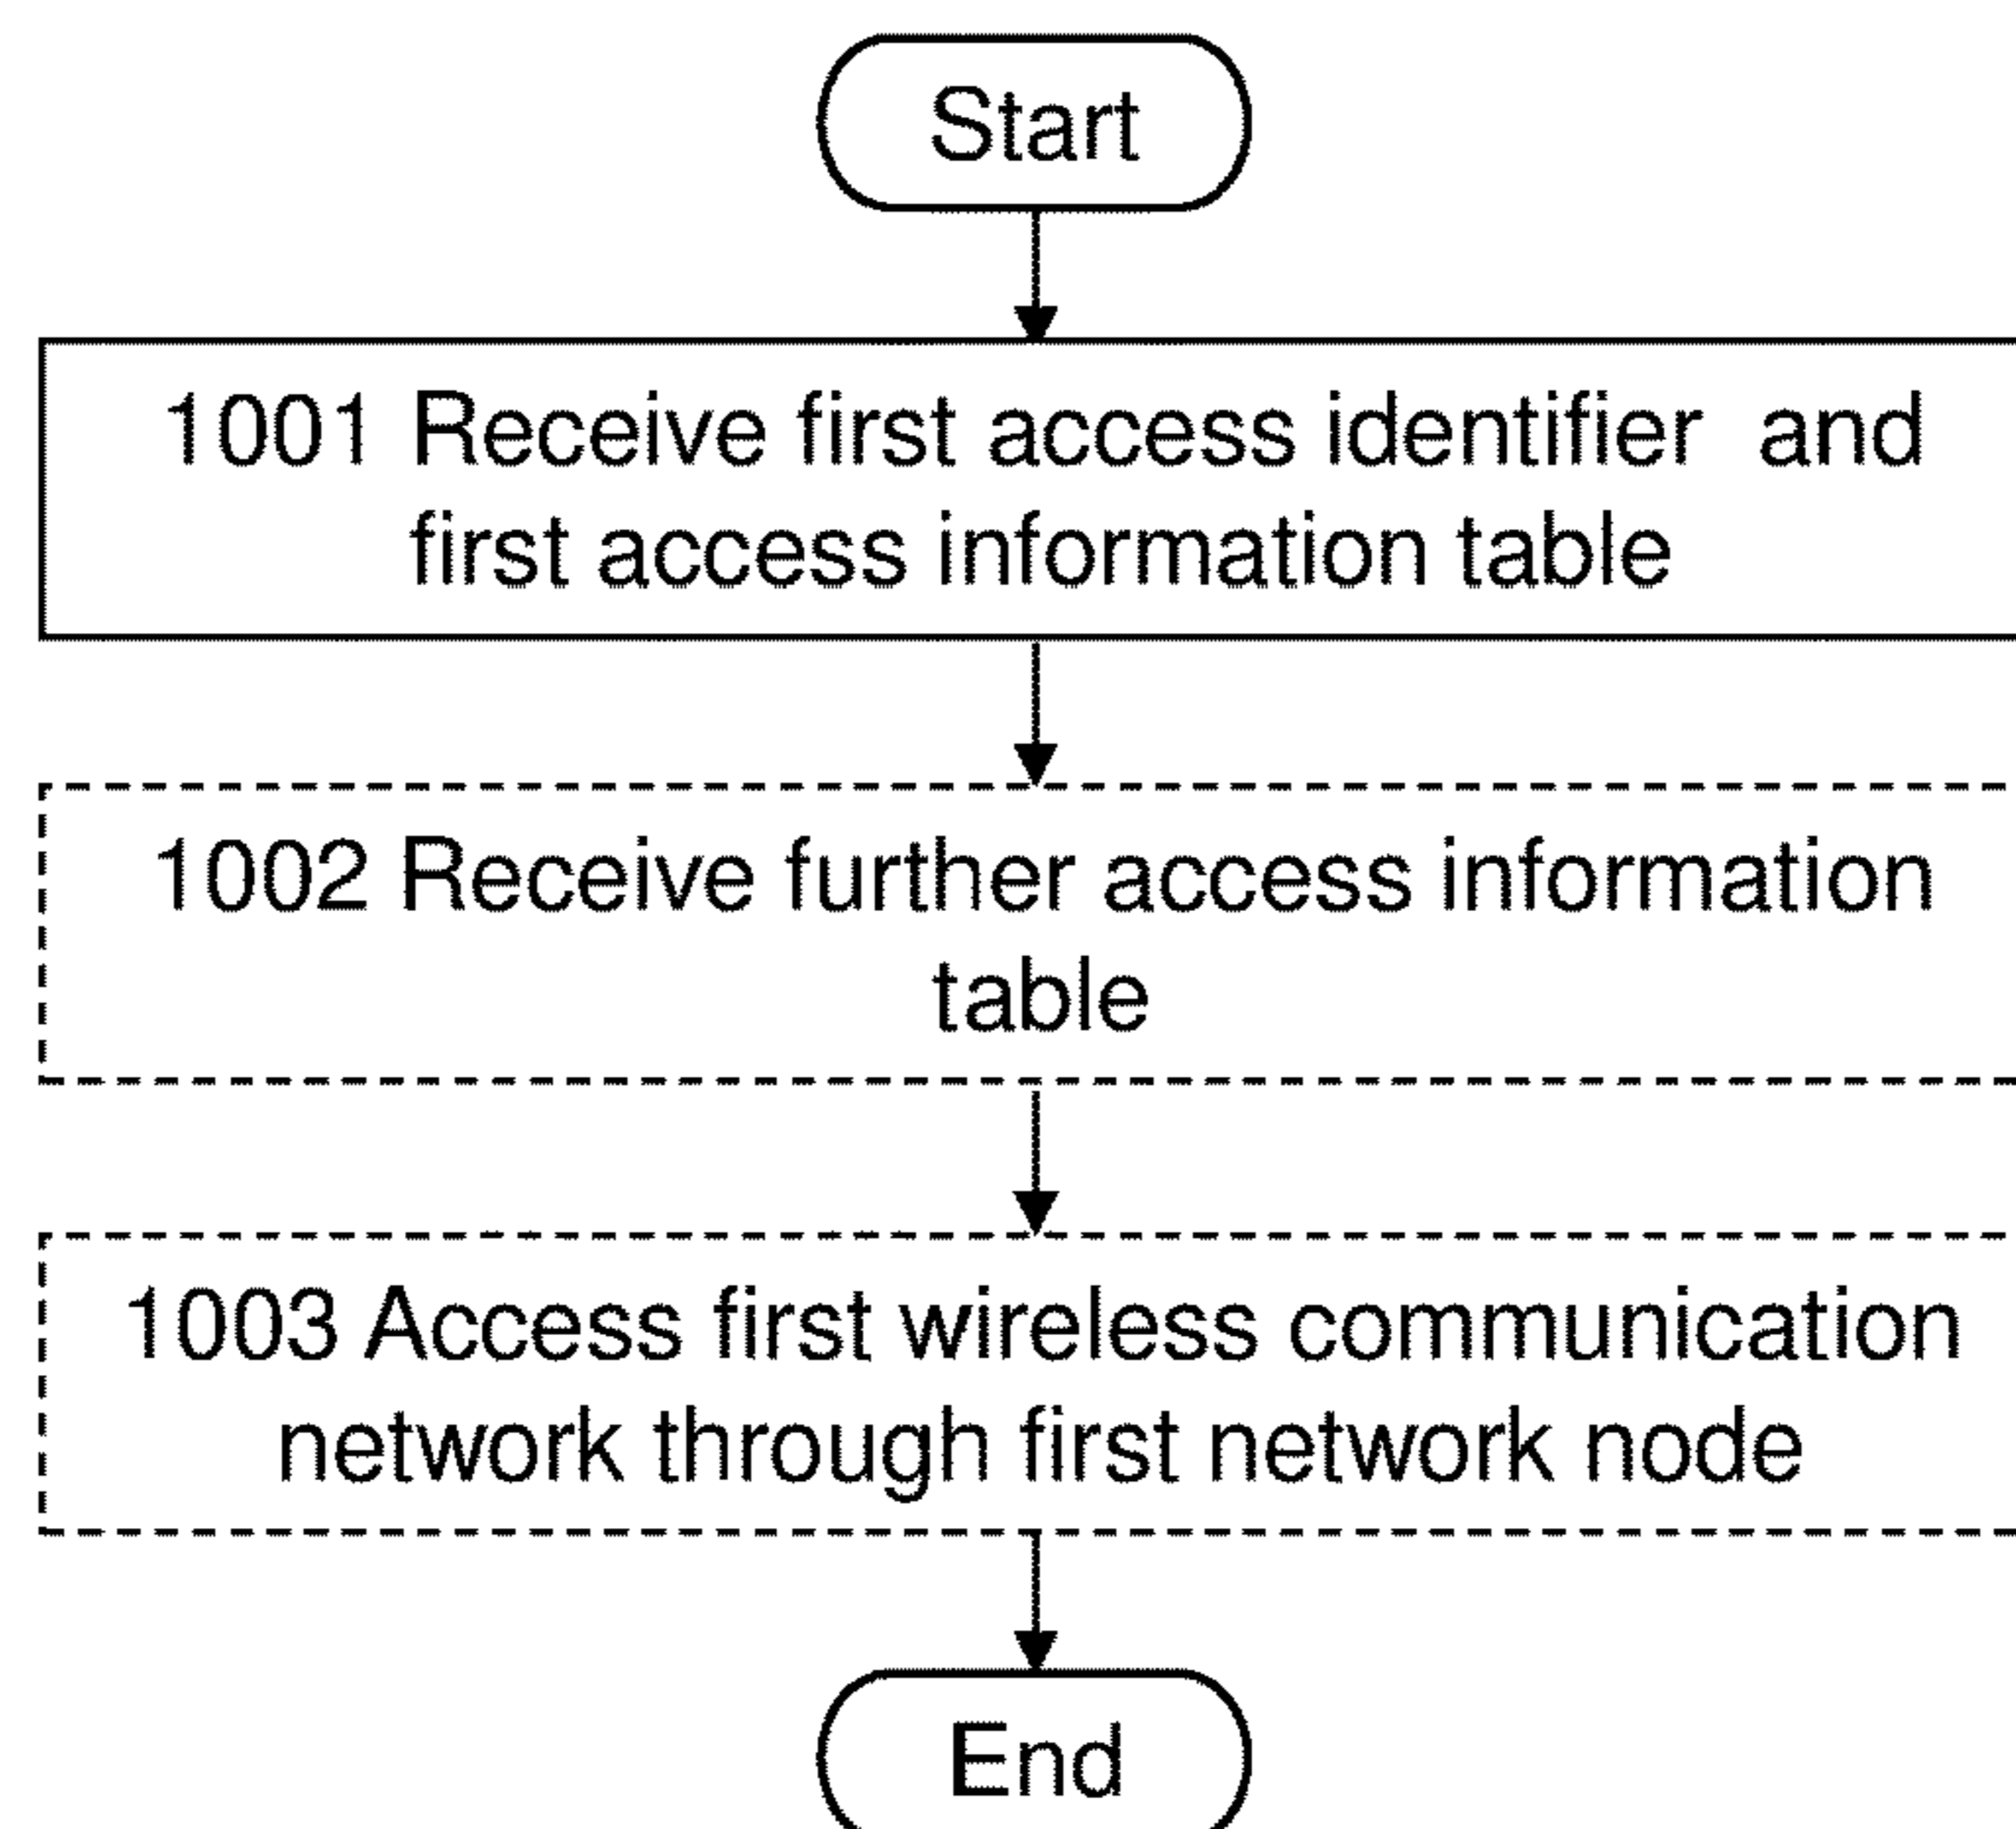 Start
1001 Receive first access identifier  and
first access information table
1002 Receive further access information
table
1003 Access first wireless communication
network through first network node
End